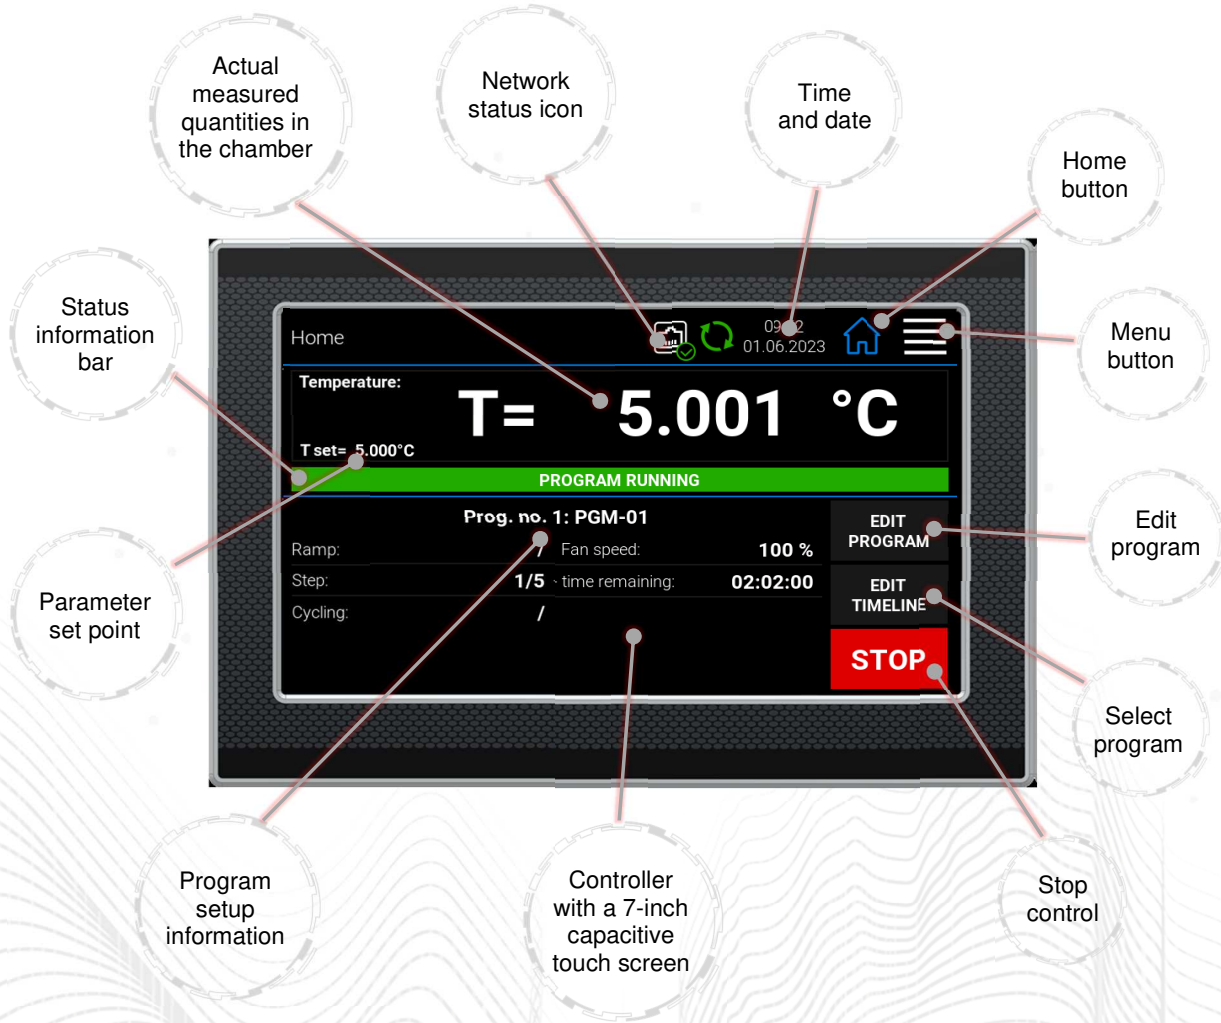 Actual
measured
quantities in
the chamber
Network
status icon
Time
and date
Home
button
Status
information
bar
Menu
button
Parameter
set point
Edit
program
Select
program
Program
setup
information
Controller
with a 7-inch
capacitive
touch screen
Stop
control
Home
01.06.2023
Temperature:
T= 5.001 °C
T set= 5.000°C
PROGRAM RUNNING
Prog. no. 1: PGM-01
Ramp: / Fan speed: 100 %
Step: 1/5 time remaining: 02:02:00
Cycling: /
EDIT
PROGRAM
EDIT
TIMELINE
STOP